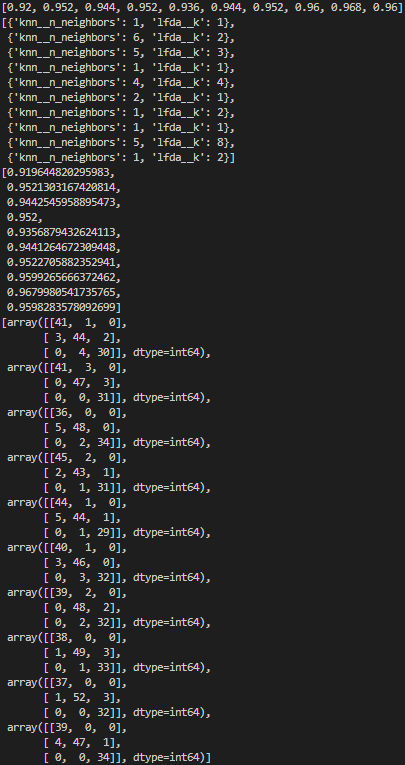 [0.92, 0.952, 0.944, 0.952, 0.936, 0.944, 0.952, 0.96, 0.968, 0.96]
[{'knn__n_neighbors': 1, 'lfda__k': 1},
 {'knn__n_neighbors': 6, 'lfda__k': 2},
 {'knn__n_neighbors': 5, 'lfda__k': 3},
 {'knn__n_neighbors': 1, 'lfda__k': 1},
 {'knn__n_neighbors': 4, 'lfda__k': 4},
 {'knn__n_neighbors': 2, 'lfda__k': 1},
 {'knn__n_neighbors': 1, 'lfda__k': 2},
 {'knn__n_neighbors': 1, 'lfda__k': 1},
 {'knn__n_neighbors': 5, 'lfda__k': 8},
 {'knn__n_neighbors': 1, 'lfda__k': 2}]
[0.919644820295983,
 0.9521303167420814,
 0.9442545958895473,
 0.952,
 0.9356879432624113,
 0.9441264672309448,
 0.9522705882352941,
 0.9599265666372462,
 0.9679980541735765,
 0.9598283578092699]
[array([[41,  1,  0],
       [ 3, 44,  2],
       [ 0,  4, 30]], dtype=int64),
 array([[41,  3,  0],
       [ 0, 47,  3],
       [ 0,  0, 31]], dtype=int64),
 array([[36,  0,  0],
       [ 5, 48,  0],
       [ 0,  2, 34]], dtype=int64),
 array([[45,  2,  0],
       [ 2, 43,  1],
       [ 0,  1, 31]], dtype=int64),
 array([[44,  1,  0],
       [ 5, 44,  1],
       [ 0,  1, 29]], dtype=int64),
 array([[40,  1,  0],
       [ 3, 46,  0],
       [ 0,  3, 32]], dtype=int64),
 array([[39,  2,  0],
       [ 0, 48,  2],
       [ 0,  2, 32]], dtype=int64),
 array([[38,  0,  0],
       [ 1, 49,  3],
       [ 0,  1, 33]], dtype=int64),
 array([[37,  0,  0],
       [ 1, 52,  3],
       [ 0,  0, 32]], dtype=int64),
 array([[39,  0,  0],
       [ 4, 47,  1],
       [ 0,  0, 34]], dtype=int64)]